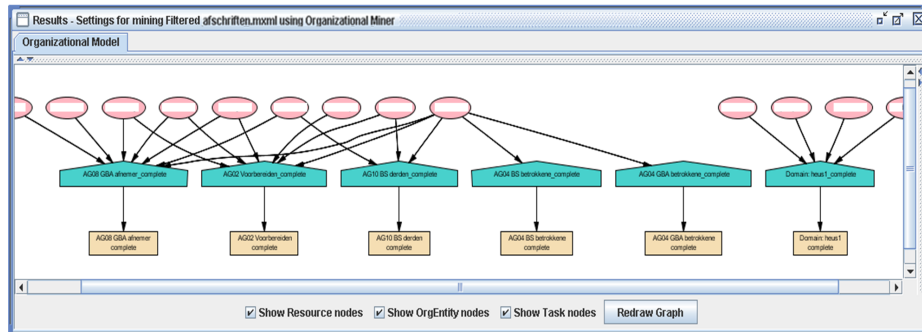 Results - Settings for mining Filtered afschriften.mxml using Organizational Miner
Organizational Model
AG08 GBA afnemer_complete
AG02 Voorbereiden_complete
AG10 BS derden_complete
AG04 BS betrokkene_complete
AG04 GBA betrokkene_complete
Domain: heus1_complete
AG08 GBA afnemer
complete
AG02 Voorbereiden
complete
AG10 BS derden
complete
AG04 BS betrokkene
complete
AG04 GBA betrokkene
complete
Domain: heus1
complete
Show Resource nodes
Show OrgEntity nodes
Show Task nodes
Redraw Graph